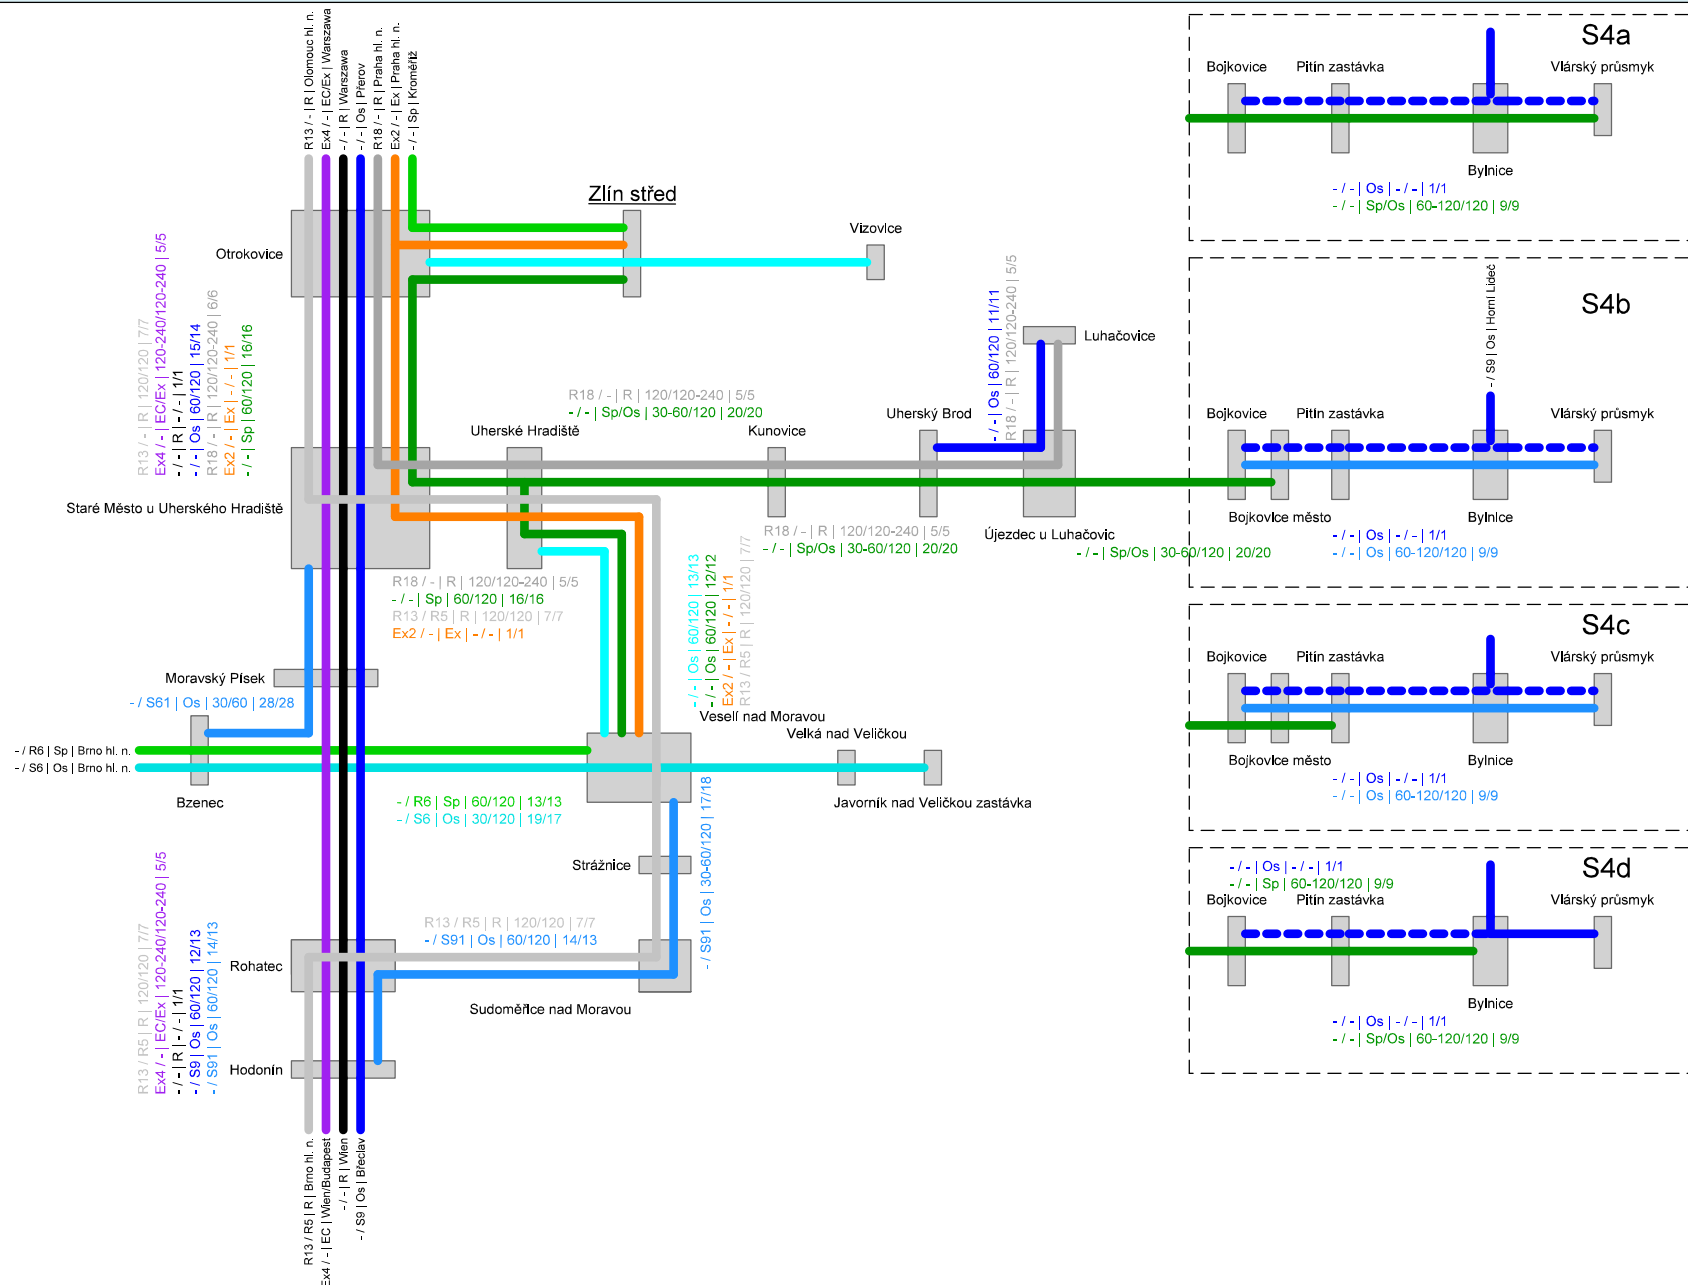 R13 / - | R | Olomouc hl. n.
Ex4 / - | EC/Ex | Warszawa
- / - | R | Warszawa
- / - | Os | Přerov
R18 / - | R | Praha hl. n.
Ex2 / - | Ex | Praha hl. n.
- / - | Sp | Kroměříž
Zlín střed
Otrokovice
Vizovice
R13 / - | R | 120/120 | 7/7
Ex4 / - | EC/Ex | 120-240/120-240 | 5/5
- / - | R | - / - | 1/1
- / - | Os | 60/120 | 15/14
R18 / - | R | 120/120-240 | 6/6
Ex2 / - | Ex | - / - | 1/1
- / - | Sp | 60/120 | 16/16
- / - | Os | 60/120 | 11/11
R18 / - | R | 120/120-240 | 5/5
Luhačovice
R18 / - | R | 120/120-240 | 5/5
- / - | Sp/Os | 30-60/120 | 20/20
Uherské Hradiště
Kunovice
Uherský Brod
Staré Město u Uherského Hradiště
R18 / - | R | 120/120-240 | 5/5
- / - | Sp/Os | 30-60/120 | 20/20
Újezdec u Luhačovic
- / - | Sp/Os | 30-60/120 | 20/20
R18 / - | R | 120/120-240 | 5/5
- / - | Sp | 60/120 | 16/16
R13 / R5 | R | 120/120 | 7/7
Ex2 / - | Ex | - / - | 1/1
- / - | Os | 60/120 | 13/13
- / - | Os | 60/120 | 12/12
Ex2 / - | Ex | - / - | 1/1
R13 / R5 | R | 120/120 | 7/7
Moravský Písek
- / S61 | Os | 30/60 | 28/28
Veselí nad Moravou
Velká nad Veličkou
- / R6 | Sp | Brno hl. n.
- / S6 | Os | Brno hl. n.
Bzenec
Javorník nad Veličkou zastávka
- / R6 | Sp | 60/120 | 13/13
- / S6 | Os | 30/120 | 19/17
- / S91 | Os | 30-60/120 | 17/18
Strážnice
R13 / R5 | R | 120/120 | 7/7
- / S91 | Os | 60/120 | 14/13
Rohatec
Sudoměřice nad Moravou
Hodonín
R13 / R5 | R | 120/120 | 7/7
Ex4 / - | EC/Ex | 120-240/120-240 | 5/5
- / - | R | - / - | 1/1
- / S9 | Os | 60/120 | 12/13
- / S91 | Os | 60/120 | 14/13
R13 / R5 | R | Brno hl. n.
Ex4 / - | EC | Wien/Budapest
- / - | R | Wien
- / S9 | Os | Břeclav
S4a
Bojkovice
Pitín zastávka
Vlárský průsmyk
Bylnice
- / - | Os | - / - | 1/1
- / - | Sp/Os | 60-120/120 | 9/9
S4b
- / S9 | Os | Horní Lideč
Bojkovice
Pitín zastávka
Vlárský průsmyk
Bojkovice město
Bylnice
- / - | Os | - / - | 1/1
- / - | Os | 60-120/120 | 9/9
S4c
Bojkovice
Pitín zastávka
Vlárský průsmyk
Bojkovice město
Bylnice
- / - | Os | - / - | 1/1
- / - | Os | 60-120/120 | 9/9
S4d
- / - | Os | - / - | 1/1
- / - | Sp | 60-120/120 | 9/9
Bojkovice
Pitín zastávka
Vlárský průsmyk
Bylnice
- / - | Os | - / - | 1/1
- / - | Sp/Os | 60-120/120 | 9/9